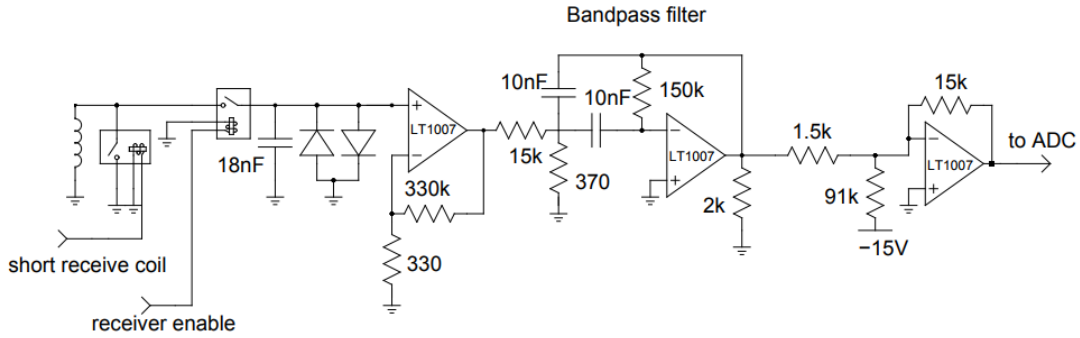 Bandpass filter
10nF
10nF
150k
15k
LT1007
LT1007
LT1007
to ADC
1.5k
15k
370
18nF
330k
2k
91k
−15V
330
short receive coil
receiver enable
+
−
−
+
−
+